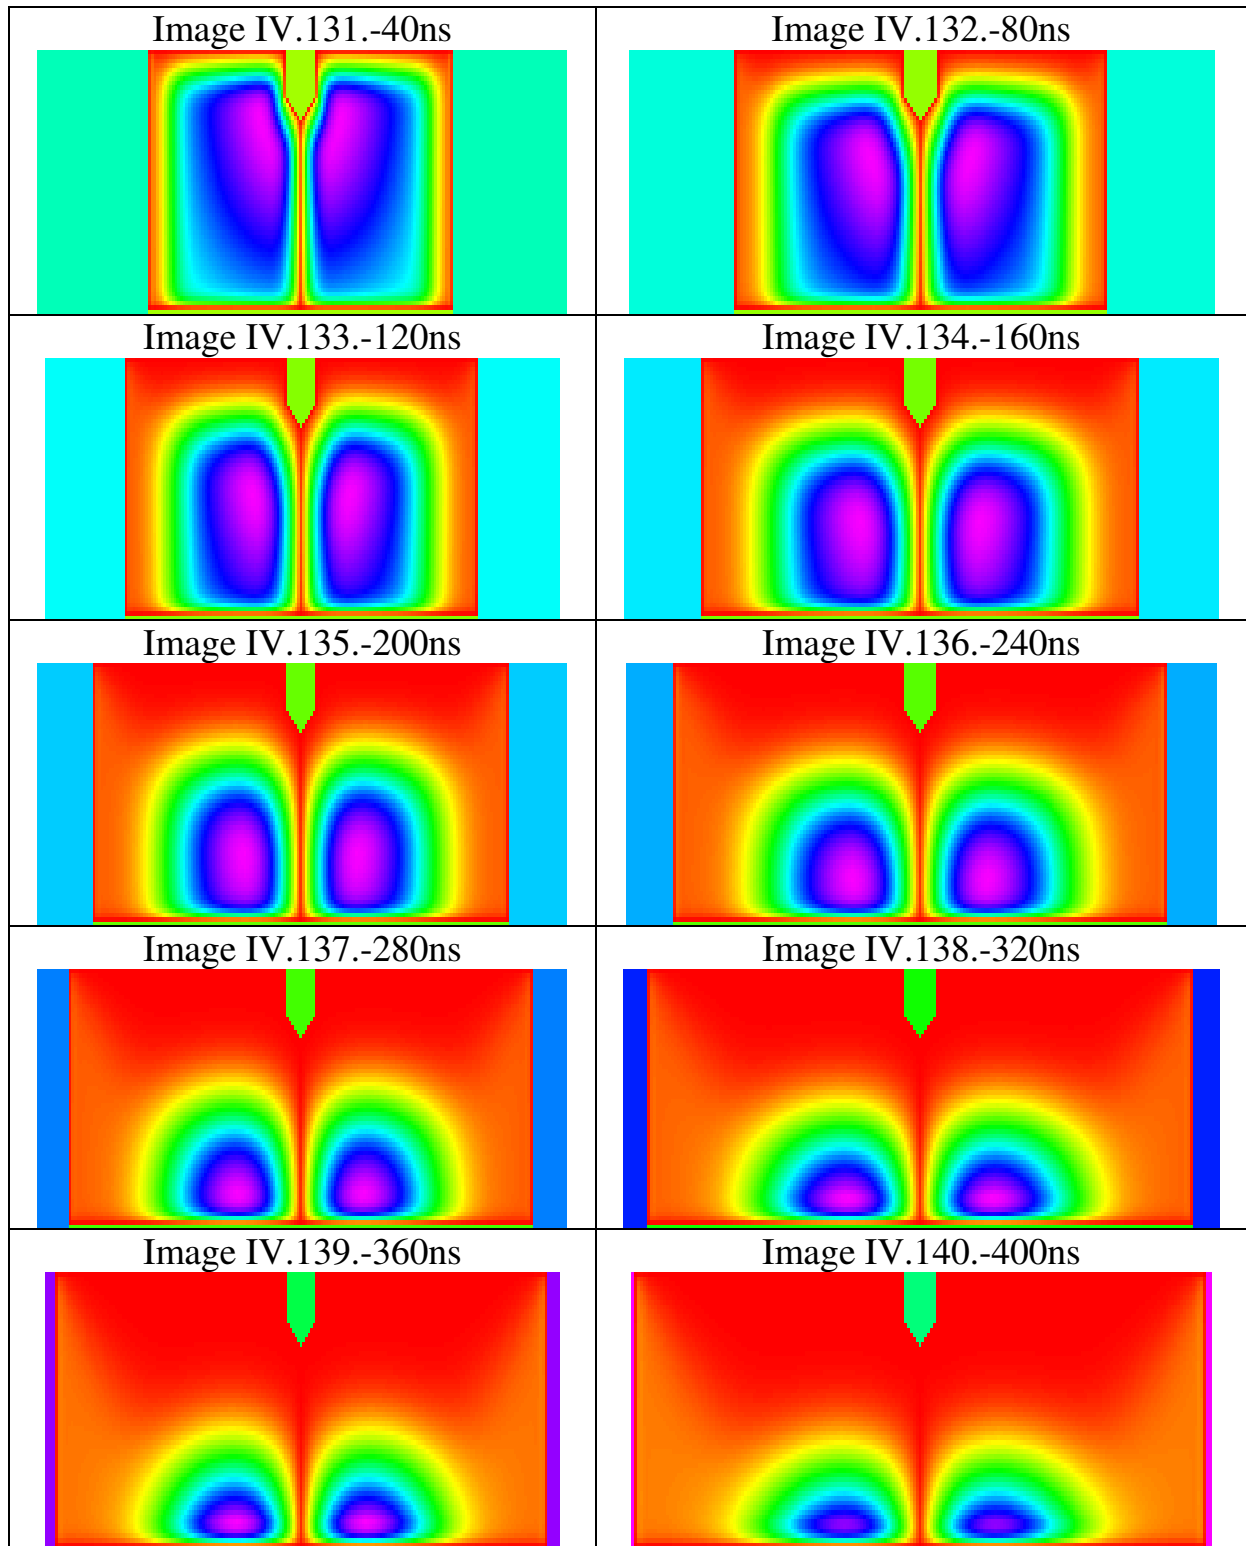 Image IV.131.-40ns
Image IV.132.-80ns
Image IV.133.-120ns
Image IV.134.-160ns
Image IV.135.-200ns
Image IV.136.-240ns
Image IV.137.-280ns
Image IV.138.-320ns
Image IV.139.-360ns
Image IV.140.-400ns